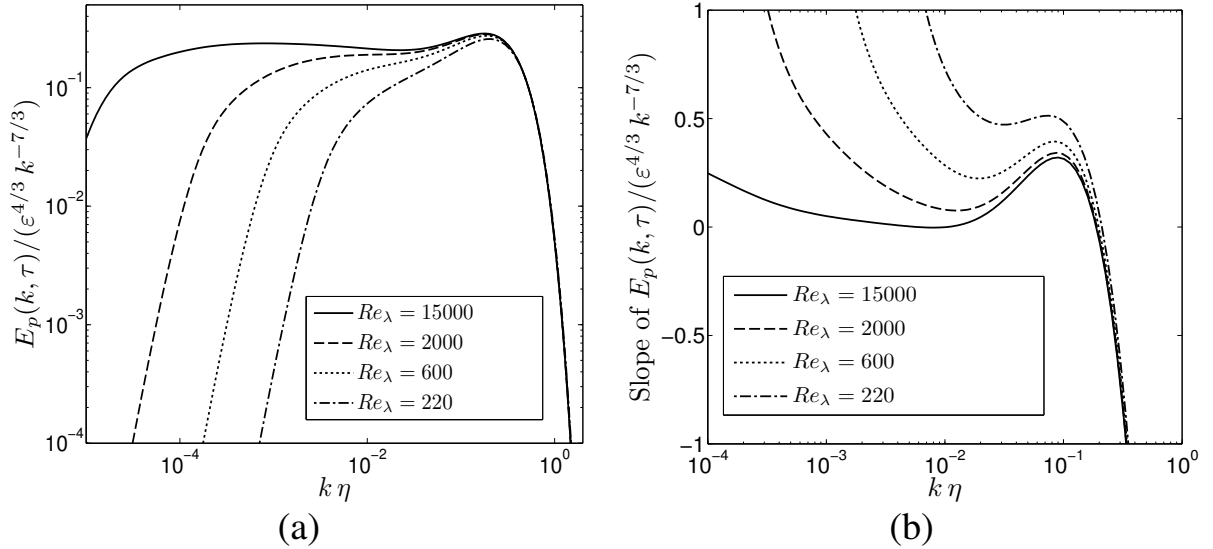 10^{-1}
10^{-2}
10^{-3}
10^{-4}
E_p(k, τ)/(ε^{4/3} k^{-7/3})
Re_λ = 15000
Re_λ = 2000
Re_λ = 600
Re_λ = 220
10^{-4}
10^{-2}
10^0
k η
(a)
1
0.5
0
−0.5
−1
Slope of E_p(k, τ)/(ε^{4/3} k^{-7/3})
Re_λ = 15000
Re_λ = 2000
Re_λ = 600
Re_λ = 220
10^{-4}
10^{-3}
10^{-2}
10^{-1}
10^0
k η
(b)